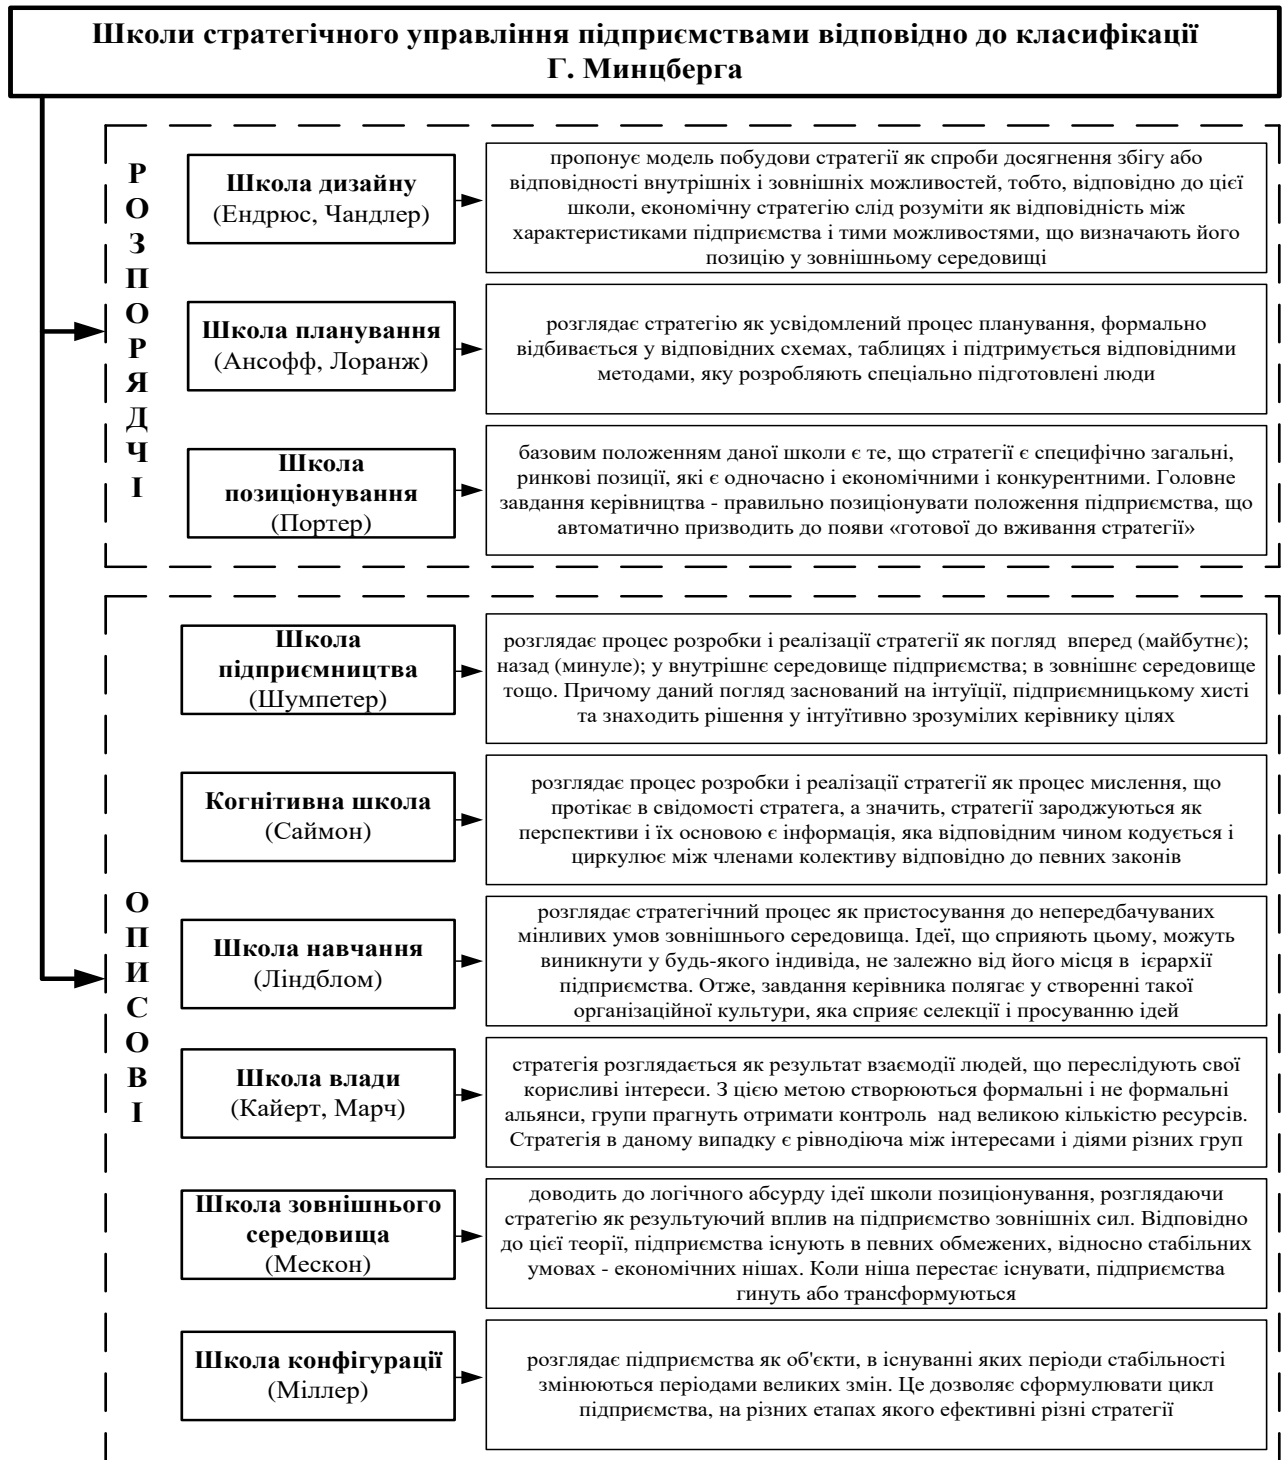 Школи стратегічного управління підприємствами відповідно до класифікації
Г. Минцберга
РОЗПОРЯДЧІ
Школа дизайну
(Ендрюс, Чандлер)
пропонує модель побудови стратегії як спроби досягнення збігу або
відповідності внутрішніх і зовнішніх можливостей, тобто, відповідно до цієї
школи, економічну стратегію слід розуміти як відповідність між
характеристиками підприємства і тими можливостями, що визначають його
позицію у зовнішньому середовищі
Школа планування
(Ансофф, Лоранж)
розглядає стратегію як усвідомлений процес планування, формально
відбивається у відповідних схемах, таблицях і підтримується відповідними
методами, яку розробляють спеціально підготовлені люди
Школа
позиціонування
(Портер)
базовим положенням даної школи є те, що стратегії є специфічно загальні,
ринкові позиції, які є одночасно і економічними і конкурентними. Головне
завдання керівництва - правильно позиціонувати положення підприємства, що
автоматично призводить до появи «готової до вживання стратегії»
ОПИСОВІ
Школа
підприємництва
(Шумпетер)
розглядає процес розробки і реалізації стратегії як погляд вперед (майбутнє);
назад (минуле); у внутрішнє середовище підприємства; в зовнішнє середовище
тощо. Причому даний погляд заснований на інтуїції, підприємницькому хисті
та знаходить рішення у інтуїтивно зрозумілих керівнику цілях
Когнітивна школа
(Саймон)
розглядає процес розробки і реалізації стратегії як процес мислення, що
протікає в свідомості стратега, а значить, стратегії зароджуються як
перспективи і їх основою є інформація, яка відповідним чином кодується і
циркулює між членами колективу відповідно до певних законів
Школа навчання
(Ліндблом)
розглядає стратегічний процес як пристосування до непередбачуваних
мінливих умов зовнішнього середовища. Ідеї, що сприяють цьому, можуть
виникнути у будь-якого індивіда, не залежно від його місця в ієрархії
підприємства. Отже, завдання керівника полягає у створенні такої
організаційної культури, яка сприяє селекції і просуванню ідей
Школа влади
(Кайерт, Марч)
стратегія розглядається як результат взаємодії людей, що переслідують свої
корисливі інтереси. З цією метою створюються формальні і не формальні
альянси, групи прагнуть отримати контроль над великою кількістю ресурсів.
Стратегія в даному випадку є рівнодіюча між інтересами і діями різних груп
Школа зовнішнього
середовища
(Мескон)
доводить до логічного абсурду ідеї школи позиціонування, розглядаючи
стратегію як результуючий вплив на підприємство зовнішніх сил. Відповідно
до цієї теорії, підприємства існують в певних обмежених, відносно стабільних
умовах - економічних нішах. Коли ніша перестає існувати, підприємства
гинуть або трансформуються
Школа конфігурації
(Міллер)
розглядає підприємства як об'єкти, в існуванні яких періоди стабільності
змінюються періодами великих змін. Це дозволяє сформулювати цикл
підприємства, на різних етапах якого ефективні різні стратегії